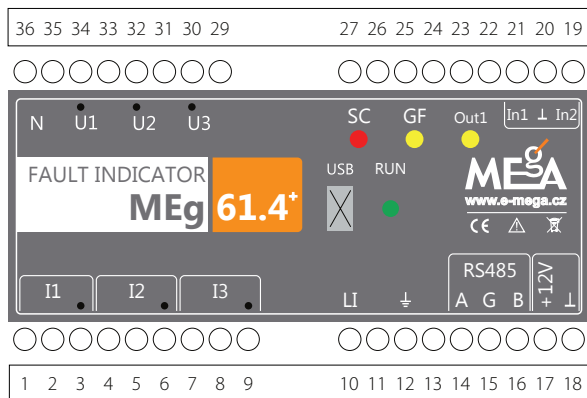 36 35 34 33 32 31 30 29 27 26 25 24 23 22 21 20 19
N U1 U2 U3 SC GF Out1 In1 ⊥ In2
FAULT INDICATOR USB RUN
MEg 61.4+
MEgA
www.e-mega.cz
CE
RS485
I1 I2 I3 LI A G B +12V ⊥
1 2 3 4 5 6 7 8 9 10 11 12 13 14 15 16 17 18